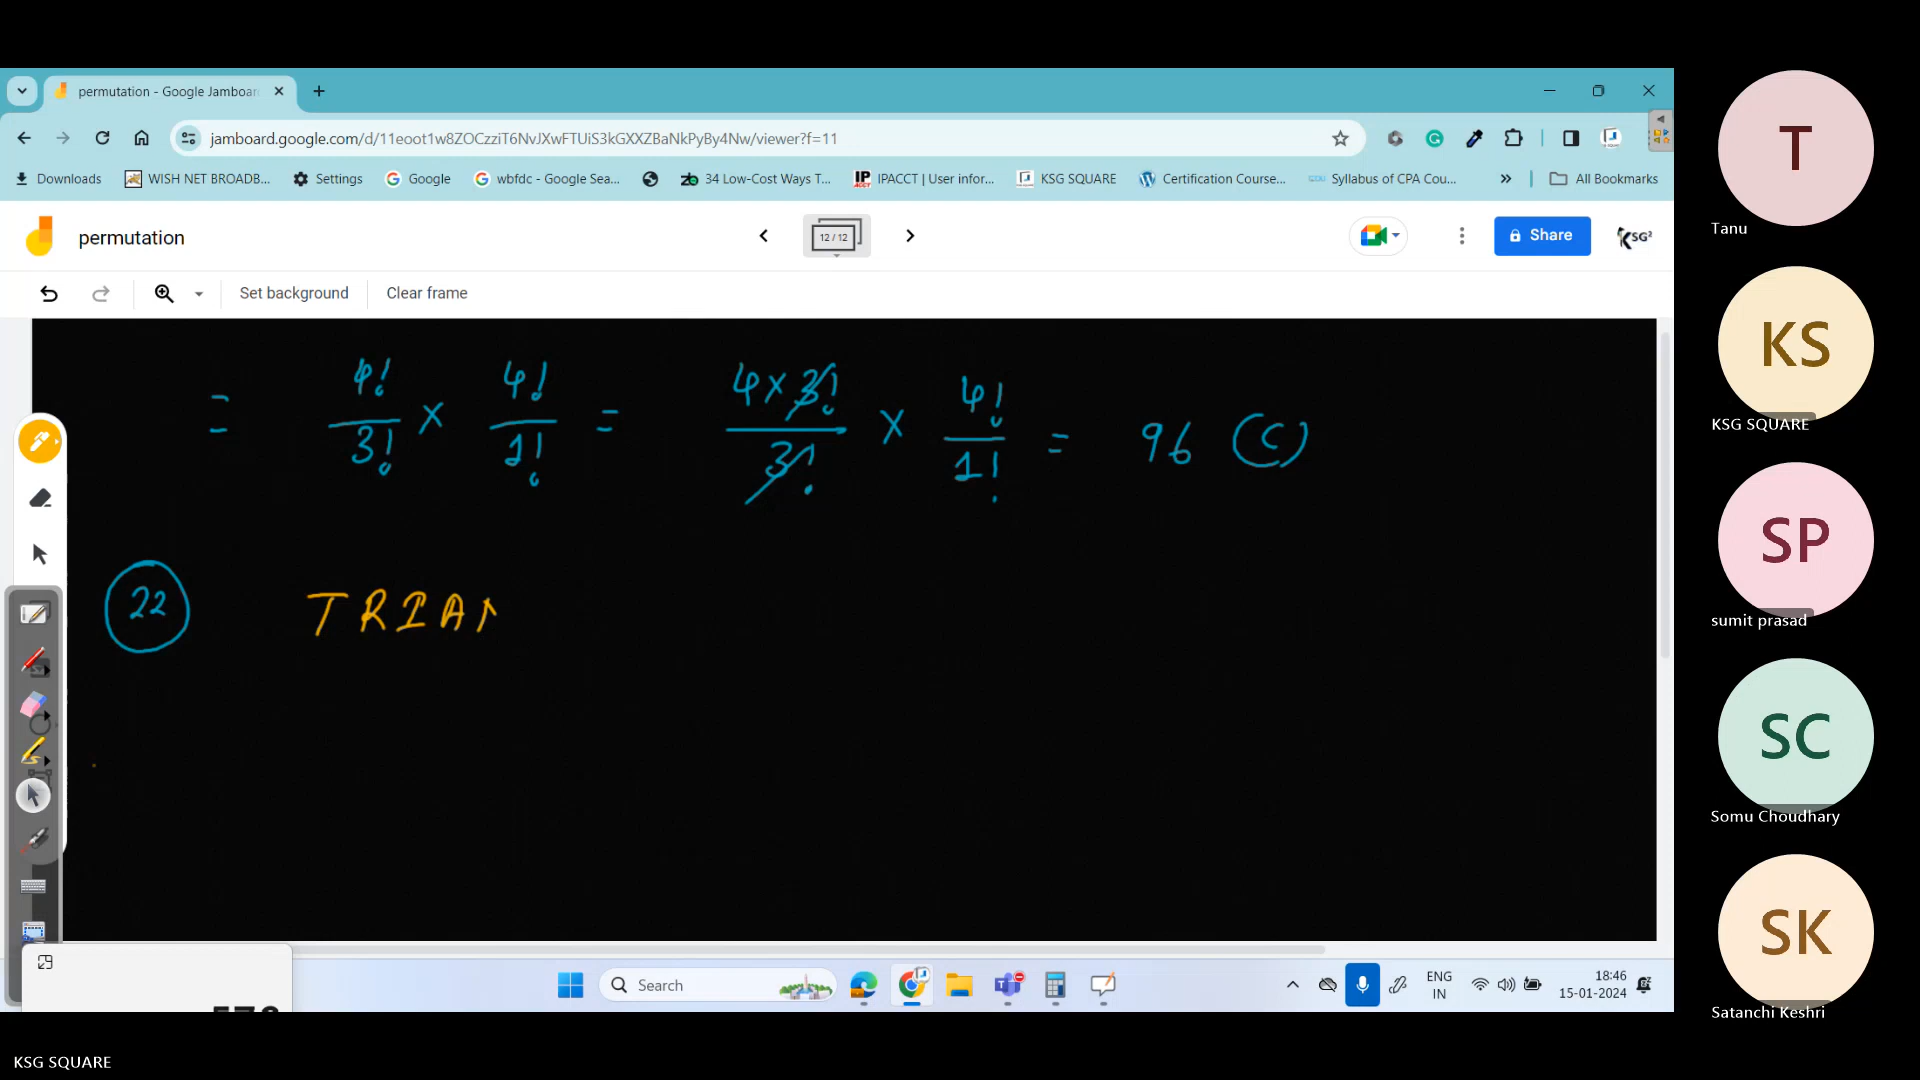 permutation - Google Jamboar
jamboard.google.com/d/11eoot1w8ZOCzziT6NvJXwFTUiS3kGXXZBaNkPyBy4Nw/viewer?f=11
Downloads WISH NET BROADB... Settings Google wbfdc - Google Sea... 34 Low-Cost Ways T... IPACCT | User infor... KSG SQUARE Certification Course... Syllabus of CPA Cou... » All Bookmarks
permutation
12 / 12
Share
KSG²
Set background Clear frame
= 4!/3! × 4!/1! = 4×3!/3! × 4!/1! = 96 (C)
22 TRIAN
Search
ENG
IN
18:46
15-01-2024
T
Tanu
KS
KSG SQUARE
SP
sumit prasad
SC
Somu Choudhary
SK
Satanchi Keshri
KSG SQUARE